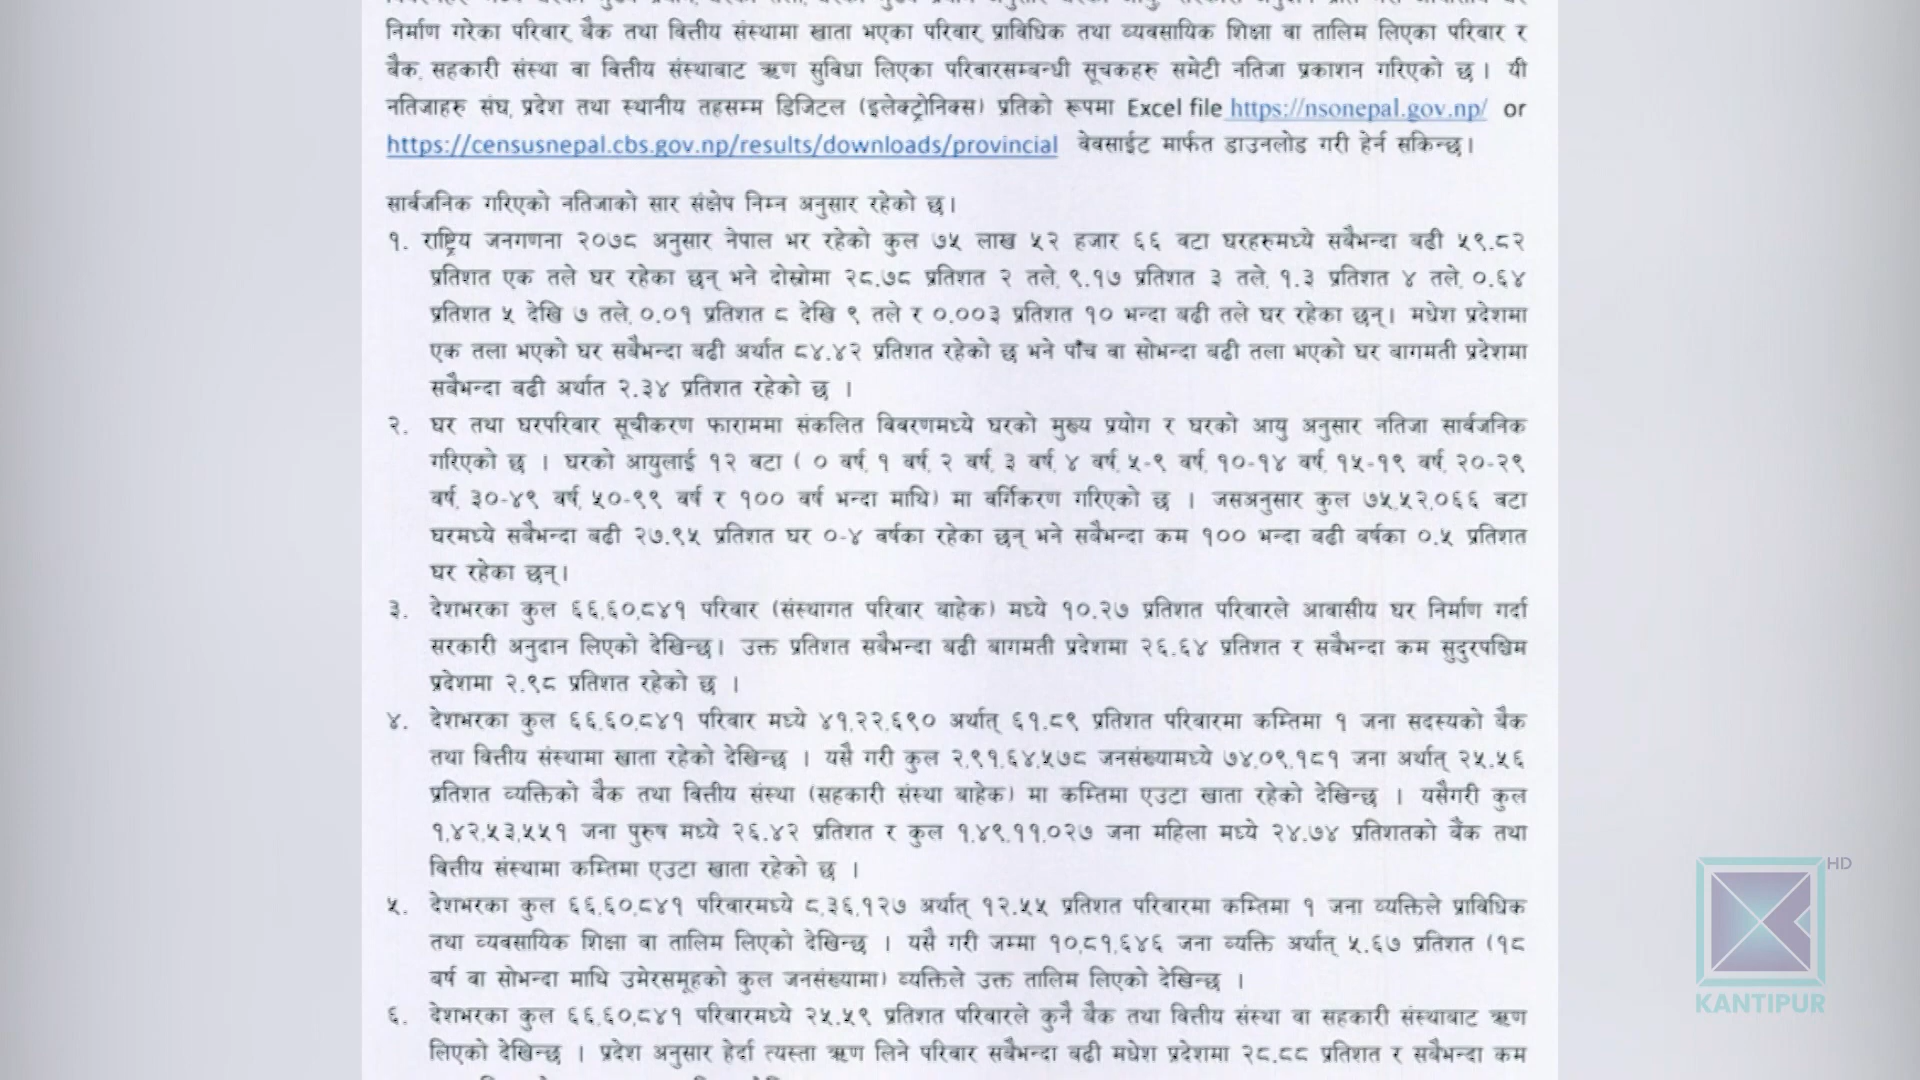 निर्माण गरेका परिवार, बैंक तथा वित्तीय संस्थामा खाता भएका परिवार, प्राविधिक तथा व्यवसायिक शिक्षा वा तालिम लिएका परिवार र
बैंक, सहकारी संस्था वा वित्तीय संस्थाबाट ऋण सुविधा लिएका परिवारसम्बन्धी सूचकहरु समेटी नतिजा प्रकाशन गरिएको छ । यी
नतिजाहरु संघ, प्रदेश तथा स्थानीय तहसम्म डिजिटल (इलेक्ट्रोनिक्स) प्रतिको रूपमा Excel file https://nsonepal.gov.np/ or
https://censusnepal.cbs.gov.np/results/downloads/provincial वेवसाईट मार्फत डाउनलोड गरी हेर्न सकिन्छ।
सार्वजनिक गरिएको नतिजाको सार संक्षेप निम्न अनुसार रहेको छ।
१. राष्ट्रिय जनगणना २०७८ अनुसार नेपाल भर रहेको कुल ७५ लाख ५२ हजार ६६ वटा घरहरुमध्ये सबैभन्दा बढी ५९.८२
प्रतिशत एक तले घर रहेका छन् भने दोस्रोमा २८.७८ प्रतिशत २ तले, ९.१७ प्रतिशत ३ तले, १.३ प्रतिशत ४ तले, ०.६४
प्रतिशत ५ देखि ७ तले, ०.०१ प्रतिशत ८ देखि ९ तले र ०.००३ प्रतिशत १० भन्दा बढी तले घर रहेका छन्। मधेश प्रदेशमा
एक तला भएको घर सबैभन्दा बढी अर्थात ८४.४२ प्रतिशत रहेको छ भने पाँच वा सोभन्दा बढी तला भएको घर बागमती प्रदेशमा
सबैभन्दा बढी अर्थात २.३४ प्रतिशत रहेको छ ।
२. घर तथा घरपरिवार सूचीकरण फाराममा संकलित विवरणमध्ये घरको मुख्य प्रयोग र घरको आयु अनुसार नतिजा सार्वजनिक
गरिएको छ । घरको आयुलाई १२ वटा ( ० वर्ष, १ वर्ष, २ वर्ष, ३ वर्ष, ४ वर्ष, ५-९ वर्ष, १०-१४ वर्ष, १५-१९ वर्ष, २०-२९
वर्ष, ३०-४९ वर्ष, ५०-९९ वर्ष र १०० वर्ष भन्दा माथि) मा वर्गिकरण गरिएको छ । जसअनुसार कुल ७५,५२,०६६ वटा
घरमध्ये सबैभन्दा बढी २७.९५ प्रतिशत घर ०-४ वर्षका रहेका छन् भने सबैभन्दा कम १०० भन्दा बढी वर्षका ०.५ प्रतिशत
घर रहेका छन्।
३. देशभरका कुल ६६,६०,८४१ परिवार (संस्थागत परिवार बाहेक) मध्ये १०.२७ प्रतिशत परिवारले आवासीय घर निर्माण गर्दा
सरकारी अनुदान लिएको देखिन्छ। उक्त प्रतिशत सबैभन्दा बढी बागमती प्रदेशमा २६.६४ प्रतिशत र सबैभन्दा कम सुदुरपश्चिम
प्रदेशमा २.९८ प्रतिशत रहेको छ ।
४. देशभरका कुल ६६,६०,८४१ परिवार मध्ये ४१,२२,६९० अर्थात् ६१.८९ प्रतिशत परिवारमा कम्तिमा १ जना सदस्यको बैंक
तथा वित्तीय संस्थामा खाता रहेको देखिन्छ । यसै गरी कुल २,९१,६४,५७८ जनसंख्यामध्ये ७४,०९,१८१ जना अर्थात् २५.५६
प्रतिशत व्यक्तिको बैंक तथा वित्तीय संस्था (सहकारी संस्था बाहेक) मा कम्तिमा एउटा खाता रहेको देखिन्छ । यसैगरी कुल
१,४२,५३,५५१ जना पुरुष मध्ये २६.४२ प्रतिशत र कुल १,४९,११,०२७ जना महिला मध्ये २४.७४ प्रतिशतको बैंक तथा
वित्तीय संस्थामा कम्तिमा एउटा खाता रहेको छ ।
५. देशभरका कुल ६६,६०,८४१ परिवारमध्ये ८,३६,१२७ अर्थात् १२.५५ प्रतिशत परिवारमा कम्तिमा १ जना व्यक्तिले प्राविधिक
तथा व्यवसायिक शिक्षा वा तालिम लिएको देखिन्छ । यसै गरी जम्मा १०,८१,६४६ जना व्यक्ति अर्थात् ५.६७ प्रतिशत (१८
वर्ष वा सोभन्दा माथि उमेरसमूहको कुल जनसंख्यामा) व्यक्तिले उक्त तालिम लिएको देखिन्छ ।
६. देशभरका कुल ६६,६०,८४१ परिवारमध्ये २५.५९ प्रतिशत परिवारले कुनै बैंक तथा वित्तीय संस्था वा सहकारी संस्थाबाट ऋण
लिएको देखिन्छ । प्रदेश अनुसार हेर्दा त्यस्ता ऋण लिने परिवार सबैभन्दा बढी मधेश प्रदेशमा २८.८८ प्रतिशत र सबैभन्दा कम
HD
KANTIPUR